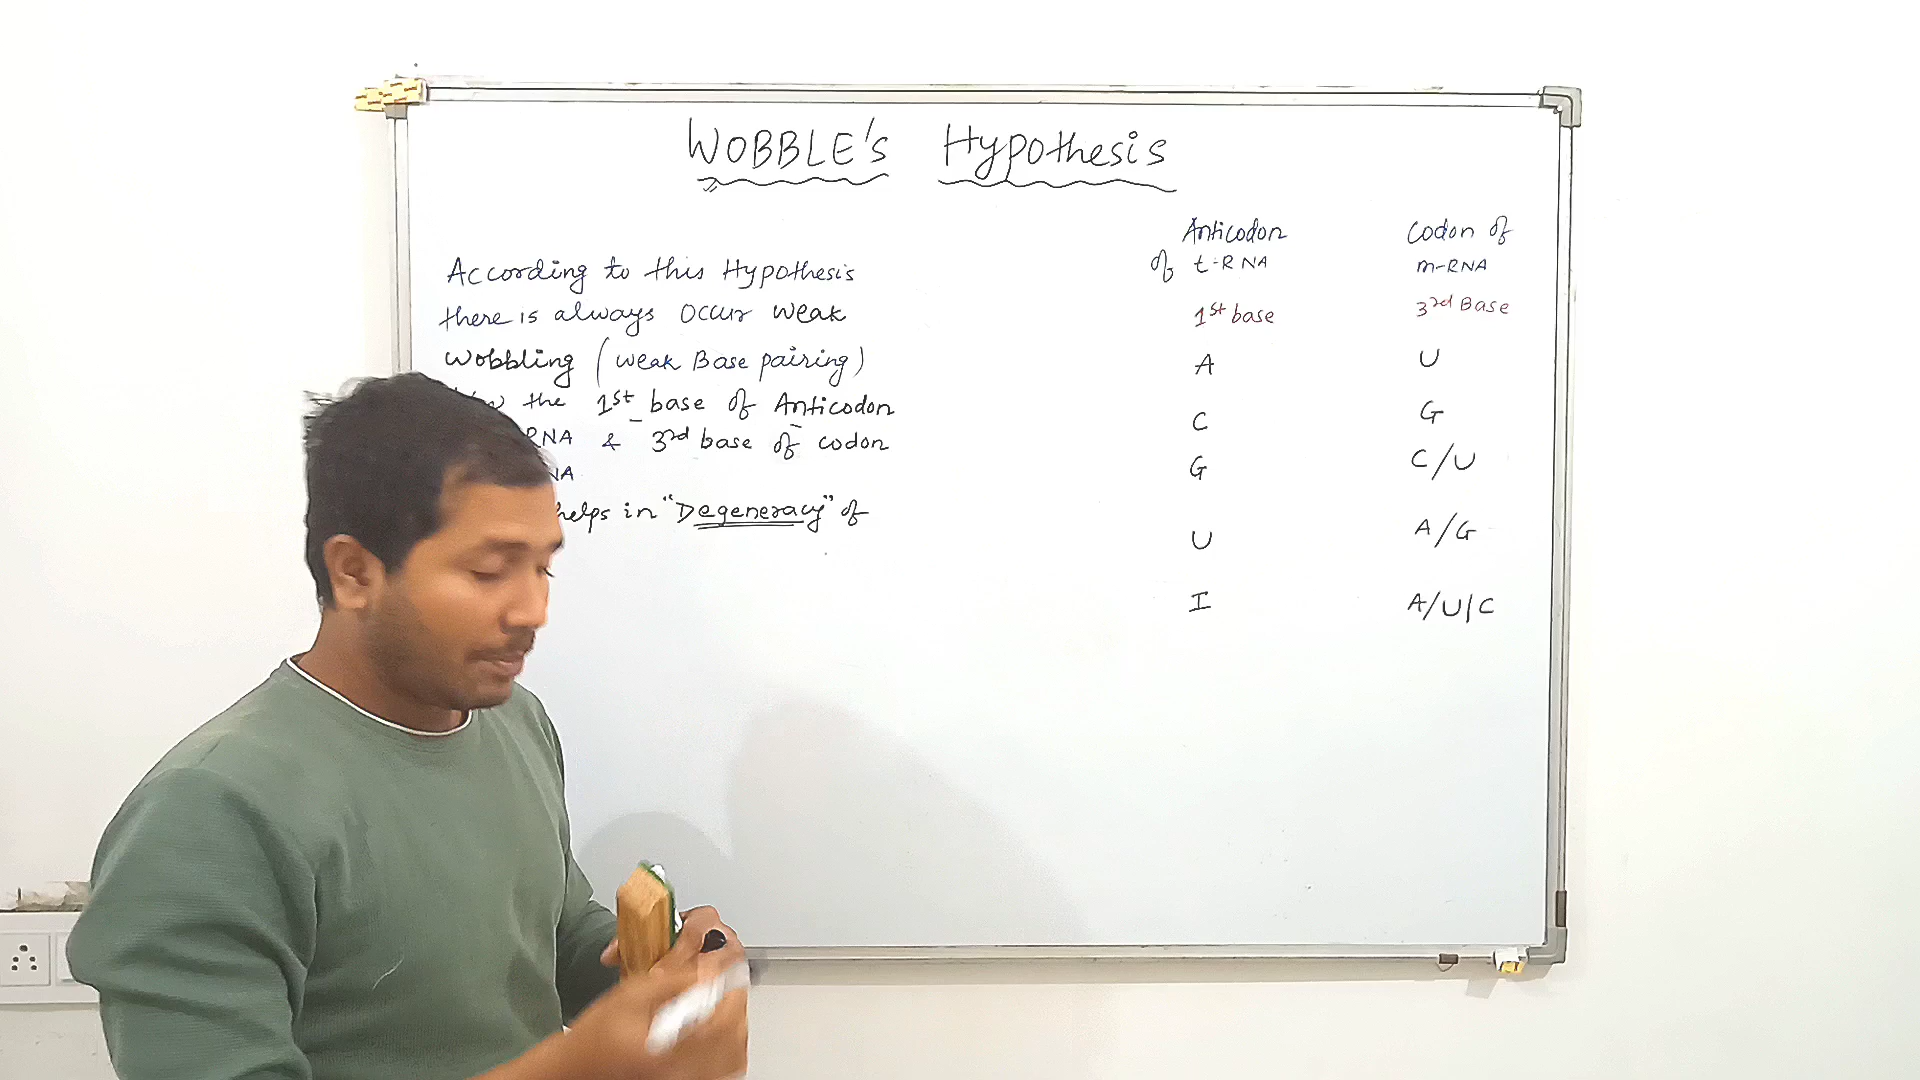 WOBBLE's Hypothesis
According to this Hypothesis
there is always occur weak
Wobbling (weak Base pairing)
the 1st base of Anticodon
RNA & 3rd base of codon
NA
helps in "Degeneracy" of
Anticodon
of t-RNA
1st base
A
C
G
U
I
Codon of
m-RNA
3rd Base
U
G
C/U
A/G
A/U/C